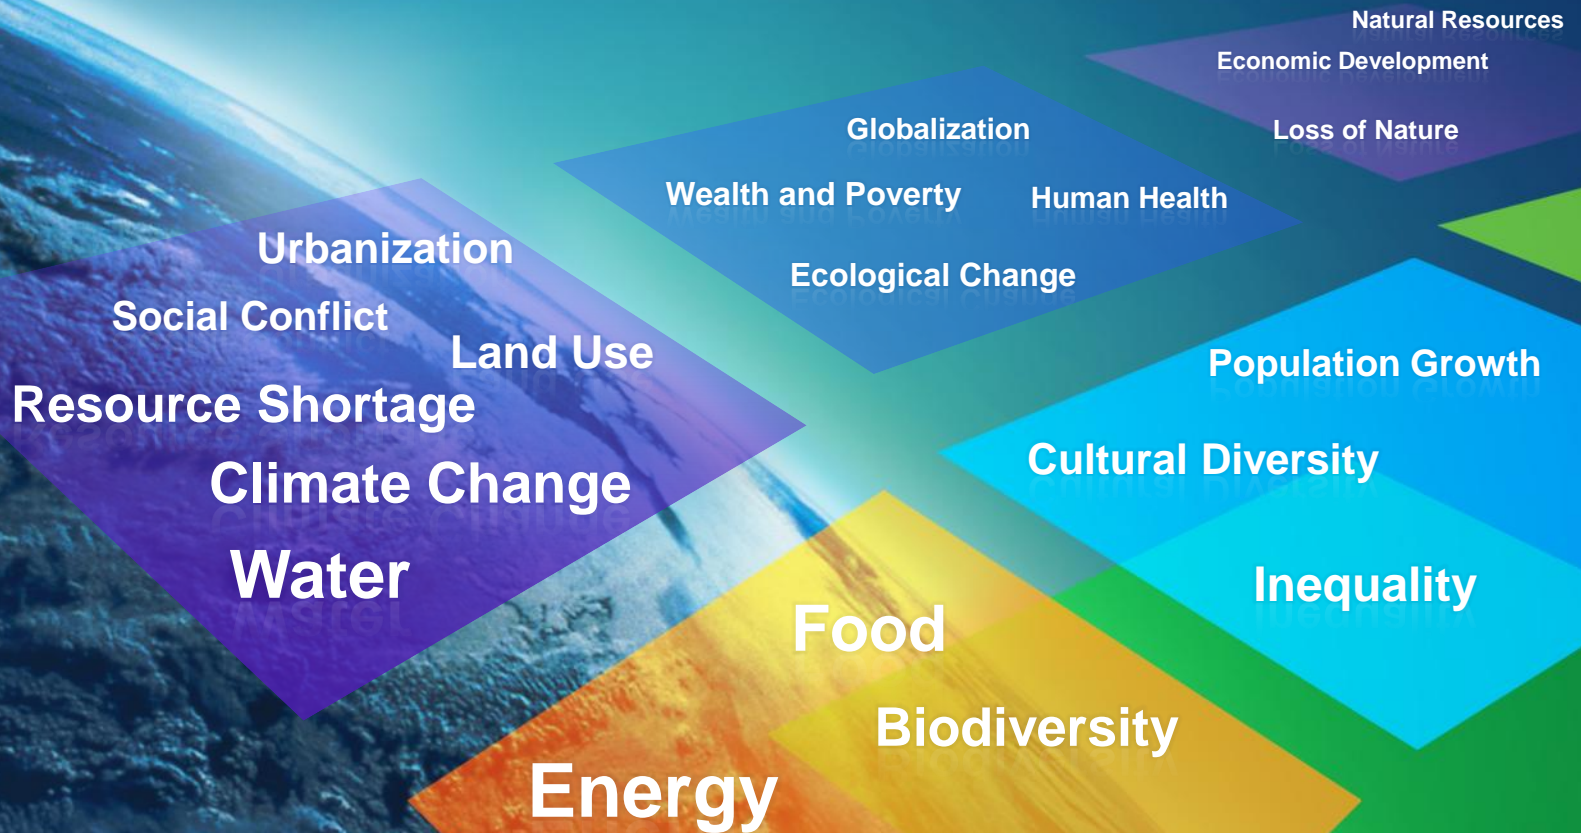 Natural Resources
Economic Development
Loss of Nature
Globalization
Wealth and Poverty
Human Health
Ecological Change
Urbanization
Social Conflict
Land Use
Resource Shortage
Climate Change
Water
Population Growth
Cultural Diversity
Inequality
Food
Biodiversity
Energy